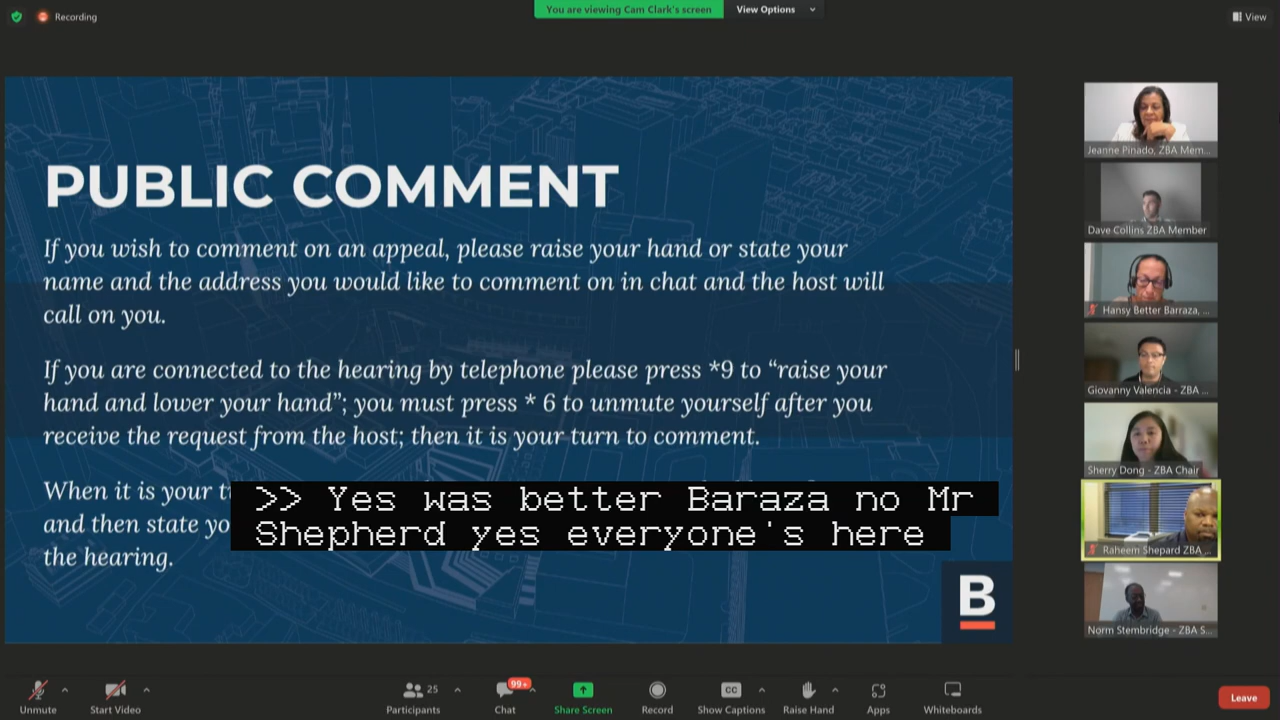 Recording
You are viewing Cam Clark's screen
View Options
View
PUBLIC COMMENT
If you wish to comment on an appeal, please raise your hand or state your
name and the address you would like to comment on in chat and the host will
call on you.
If you are connected to the hearing by telephone please press *9 to “raise your
hand and lower your hand”; you must press * 6 to unmute yourself after you
receive the request from the host; then it is your turn to comment.
When it is your
and then state
the hearing.
>> Yes was better Baraza no Mr
Shepherd yes everyone's here
B
Jeanne Pinado, ZBA Mem...
Dave Collins ZBA Member
Hansy Better Barraza, ...
Giovanny Valencia - ZBA ...
Sherry Dong - ZBA Chair
Raheem Shepard ZBA ...
Norm Stembridge - ZBA S...
Unmute
Start Video
25
Participants
99+
Chat
Share Screen
Record
CC
Show Captions
Raise Hand
Apps
Whiteboards
Leave